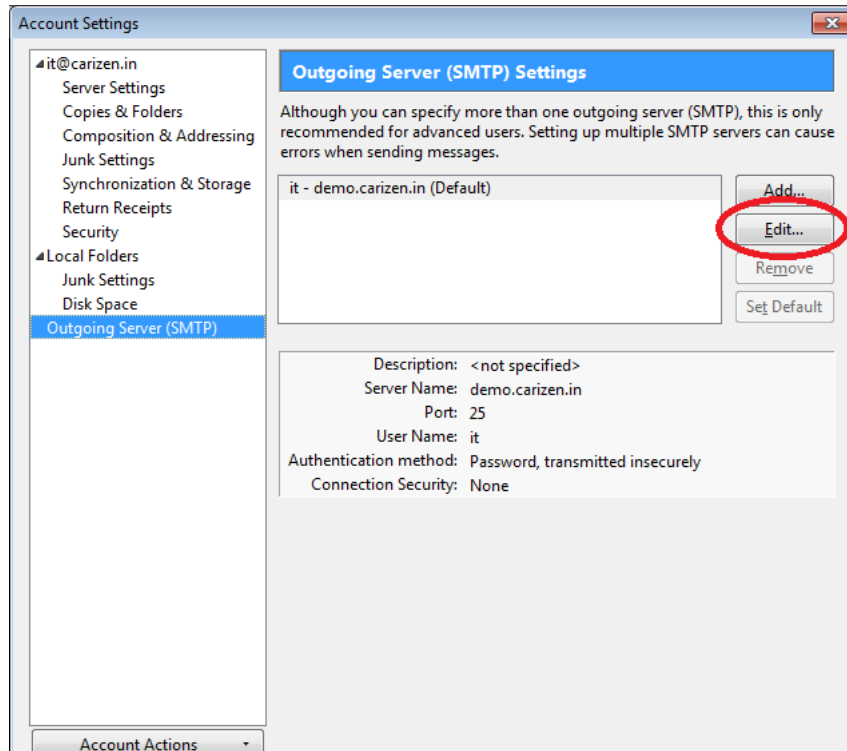 Account Settings
it@carizen.in
Server Settings
Copies & Folders
Composition & Addressing
Junk Settings
Synchronization & Storage
Return Receipts
Security
Local Folders
Junk Settings
Disk Space
Outgoing Server (SMTP)
Account Actions
Outgoing Server (SMTP) Settings
Although you can specify more than one outgoing server (SMTP), this is only
recommended for advanced users. Setting up multiple SMTP servers can cause
errors when sending messages.
it - demo.carizen.in (Default)
Add...
Edit...
Remove
Set Default
Description: <not specified>
Server Name: demo.carizen.in
Port: 25
User Name: it
Authentication method: Password, transmitted insecurely
Connection Security: None